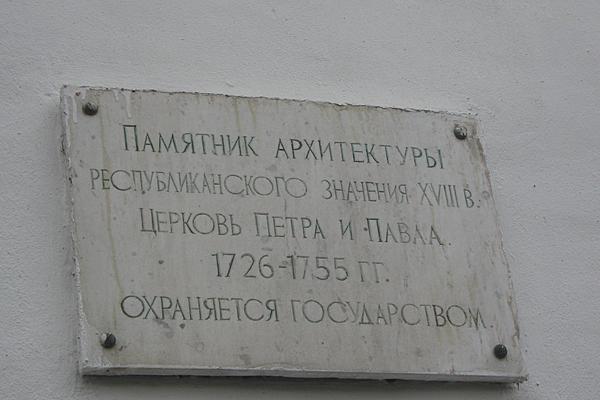 Памятник архитектуры
республиканского значения XVIII в.
Церковь Петра и Павла.
1726-1755 гг.
охраняется государством.